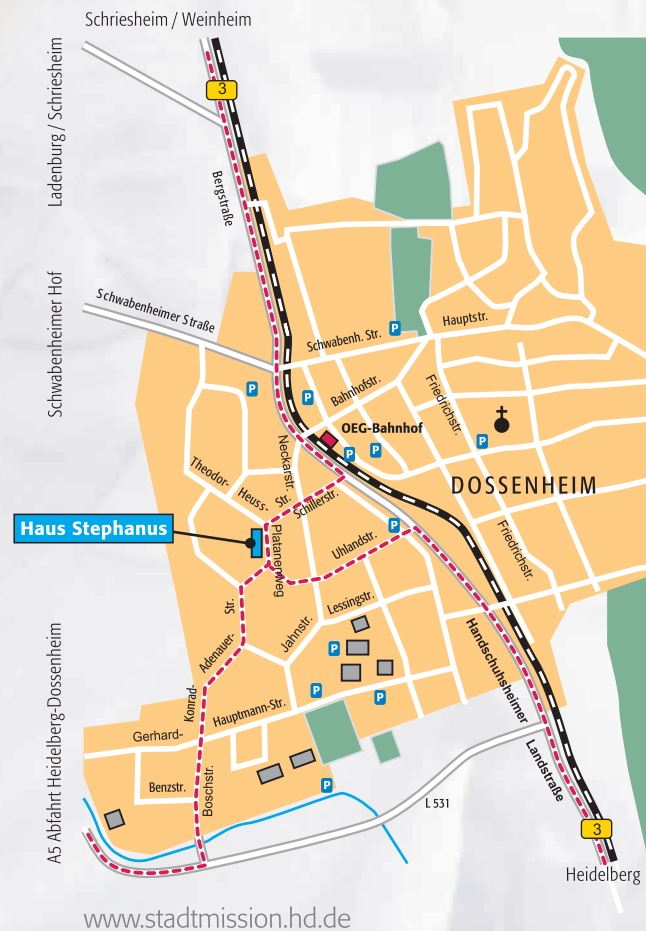 Schriesheim / Weinheim
Ladenburg / Schriesheim
3
Bergstraße
Schwabenheimer Hof
Schwabenheimer Straße
Schwabenh. Str.
Hauptstr.
P
P
P
Bahnhofstr.
Friedrichstr.
OEG-Bahnhof
P
P
P
Neckarstr.
DOSSENHEIM
Theodor-
Heuss-
Str.
Schillerstr.
Haus Stephanus
Platanenweg
Uhlandstr.
P
Friedrichstr.
Str.
Lessingstr.
Jahnstr.
Adenauer-
Konrad-
P
P
P
Handschuhsheimer
Landstraße
A5 Abfahrt Heidelberg-Dossenheim
Gerhard-
Hauptmann-Str.
Benzstr.
Boschstr.
P
L 531
3
Heidelberg
www.stadtmission.hd.de